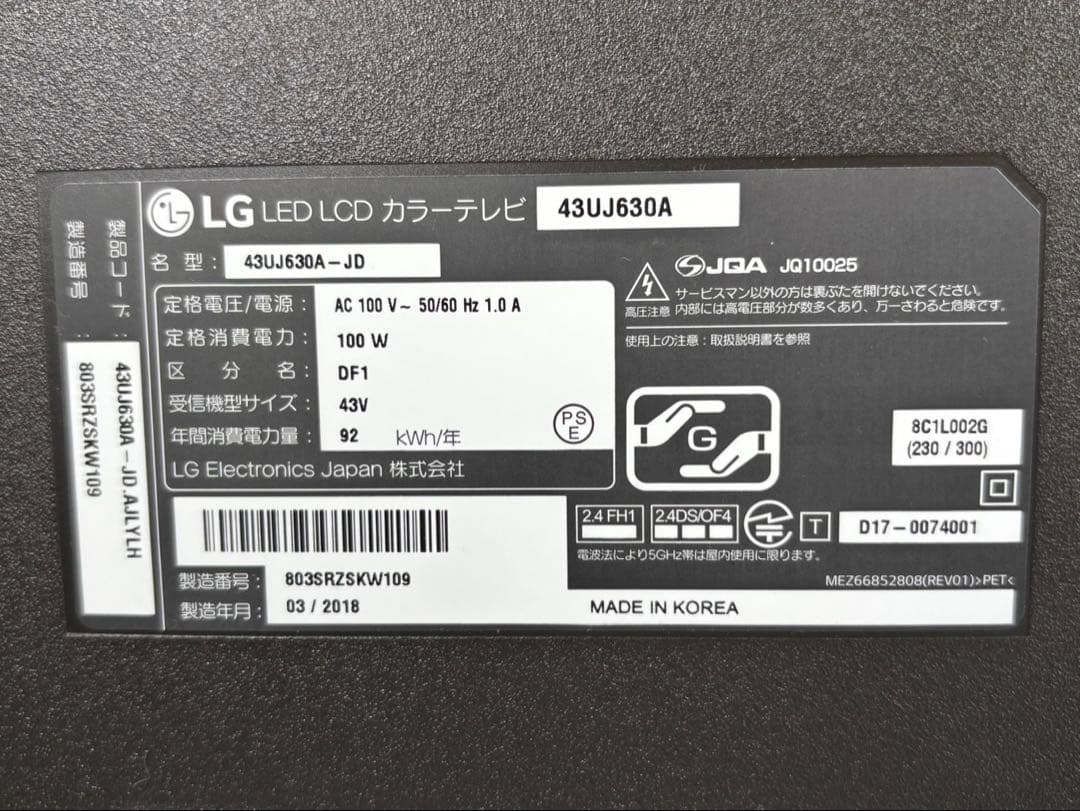 LG LED LCD カラーテレビ 43UJ630A
名 型 : 43UJ630A-JD
定格電圧/電源 : AC 100 V~ 50/60 Hz 1.0 A
定格消費電力 : 100 W
区 分 名 : DF1
受信機型サイズ : 43V
年間消費電力量 : 92 kWh/年
PS
E
LG Electronics Japan 株式会社
製造番号 : 803SRZSKW109
製造年月 : 03 / 2018
MADE IN KOREA
JQA JQ10025
高圧注意
サービスマン以外の方は裏ぶたを開けないでください。
内部には高電圧部分が数多くあり、万一さわると危険です。
使用上の注意 : 取扱説明書を参照
G
8C1L002G
(230 / 300)
2.4 FH1
2.4DS/OF4
T
D17-0074001
電波法により5GHz帯は屋内使用に限ります。
MEZ66852808(REV01)>PET<
製品コード : 43UJ630A-JD.AJLYLH
製造番号 : 803SRZSKW109